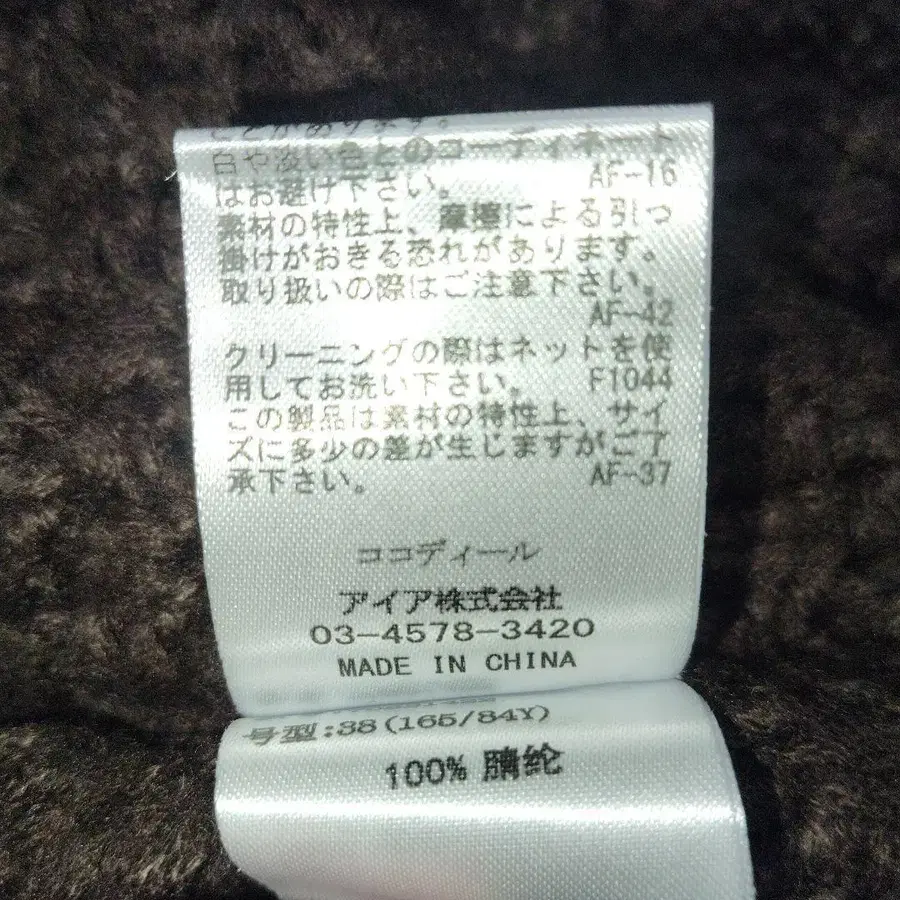 ことがあります。
白や淡い色とのコーディネート
はお避け下さい。 AF-16
素材の特性上、摩擦による引っ
掛けがおきる恐れがあります。
取り扱いの際はご注意下さい。
AF-42
クリーニングの際はネットを使
用してお洗い下さい。 F1044
この製品は素材の特性上、サイ
ズに多少の差が生じますがご了
承下さい。 AF-37
ココディール
アイア株式会社
03-4578-3420
MADE IN CHINA
号型:38(165/84Y)
100% 腈纶